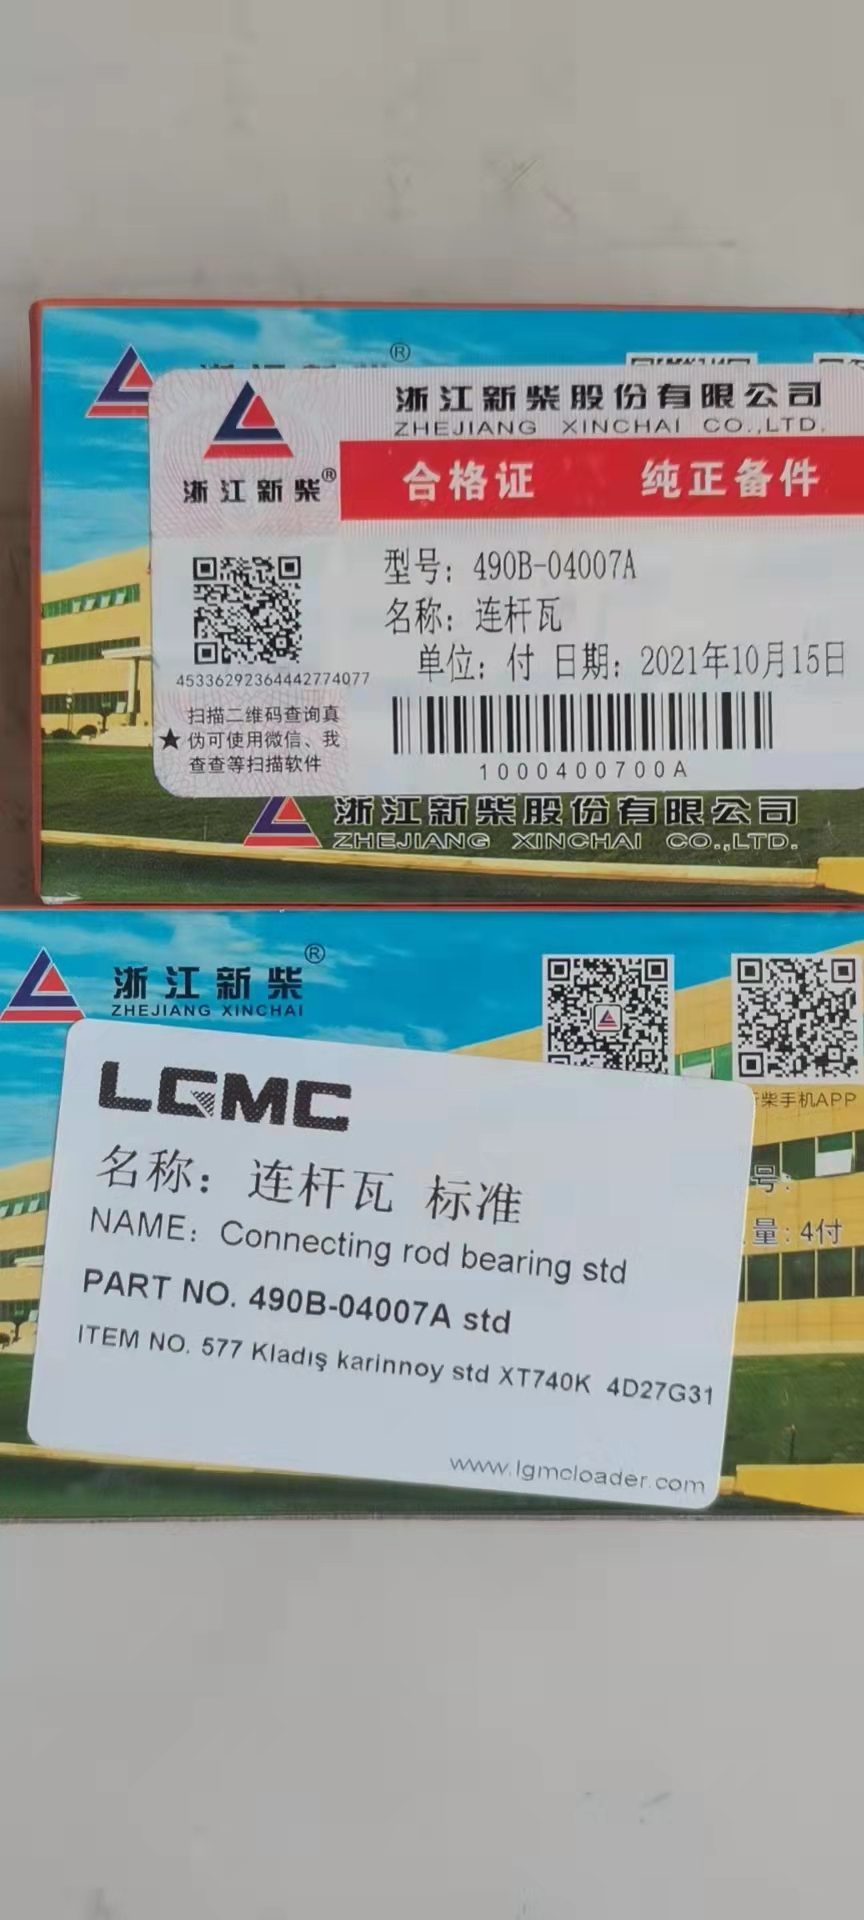 ®
浙江新柴股份有限公司
ZHEJIANG XINCHAI CO.,LTD.
浙江新柴®
合格证 纯正备件
型号：490B-04007A
名称：连杆瓦
单位：付 日期：2021年10月15日
45336292364442774077
扫描二维码查询真
★伪可使用微信、我
查查等扫描软件
1000400700A
浙江新柴股份有限公司
ZHEJIANG XINCHAI CO.,LTD.
浙江新柴®
ZHEJIANG XINCHAI
柴手机APP
号：
量：4付
LGMC
名称：连杆瓦 标准
NAME：Connecting rod bearing std
PART NO. 490B-04007A std
ITEM NO. 577 Kladış karinnoy std XT740K 4D27G31
www.lgmcloader.com